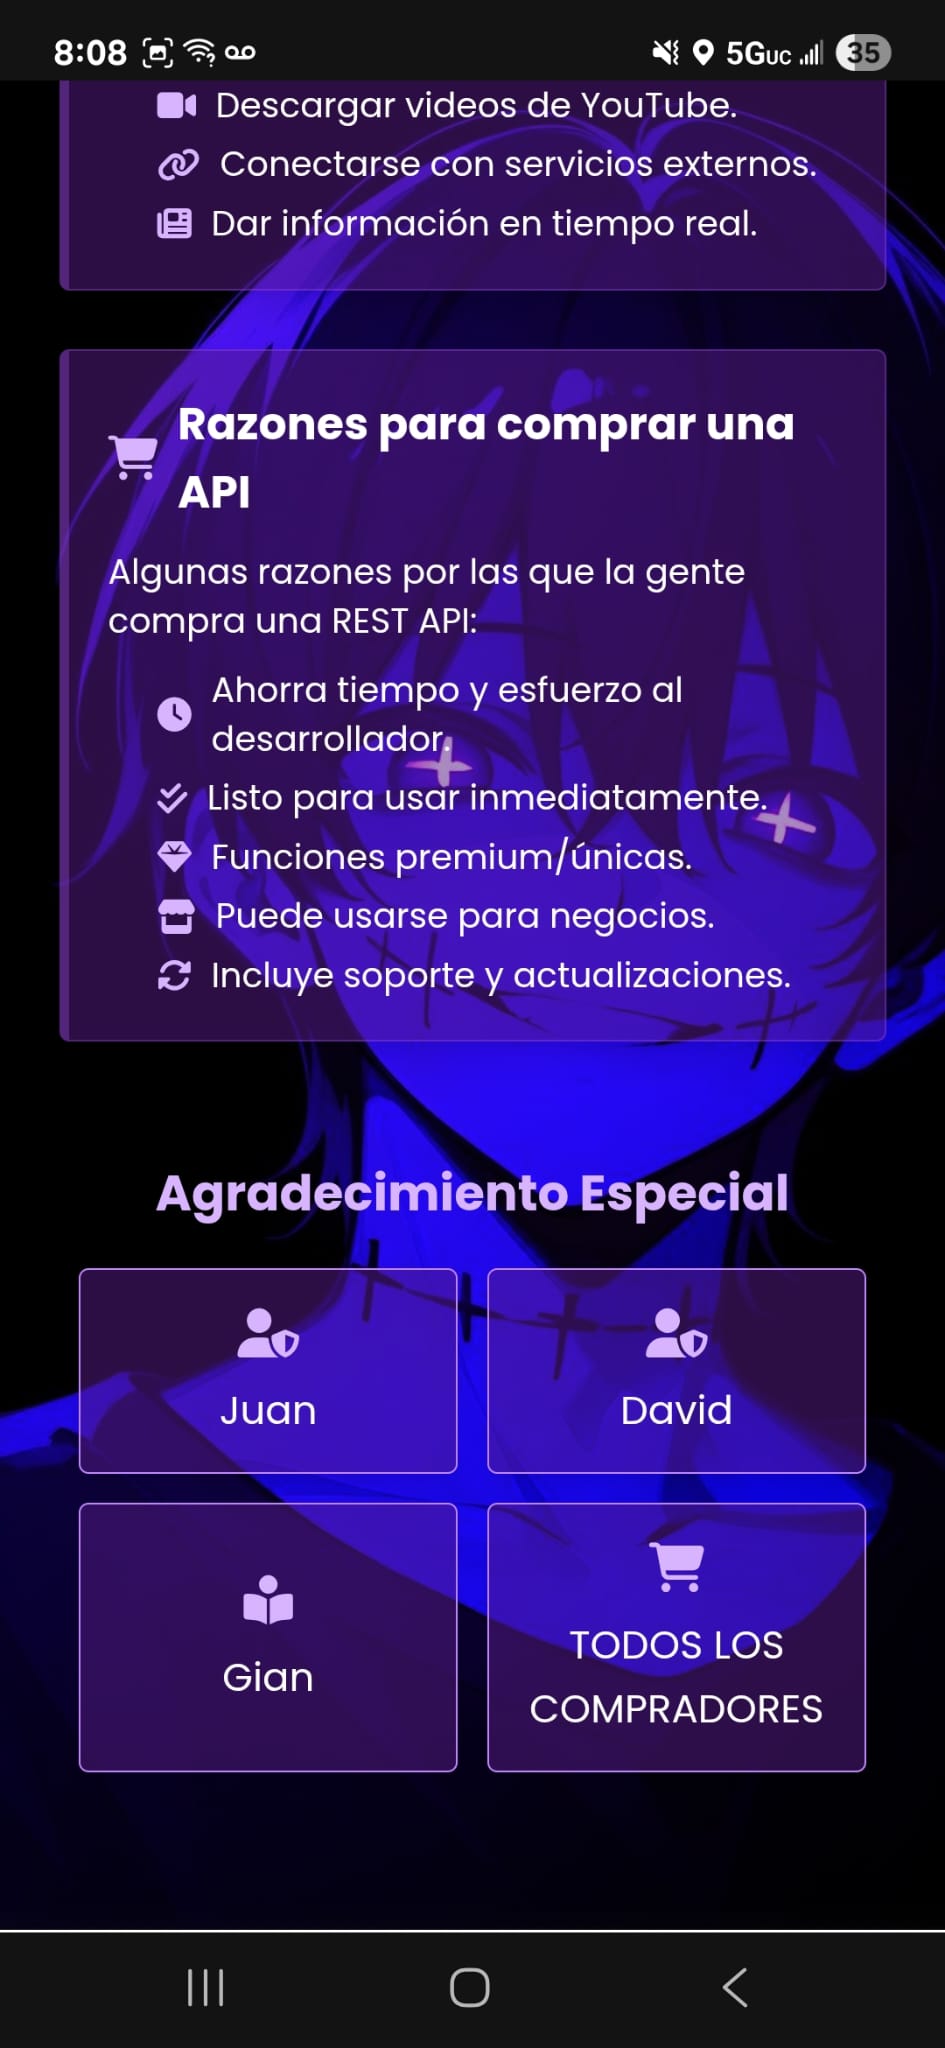 8:08
5GUC
35
Descargar videos de YouTube.
Conectarse con servicios externos.
Dar información en tiempo real.
Razones para comprar una
API
Algunas razones por las que la gente
compra una REST API:
Ahorra tiempo y esfuerzo al
desarrollador.
Listo para usar inmediatamente.
Funciones premium/únicas.
Puede usarse para negocios.
Incluye soporte y actualizaciones.
Agradecimiento Especial
Juan
David
Gian
TODOS LOS
COMPRADORES